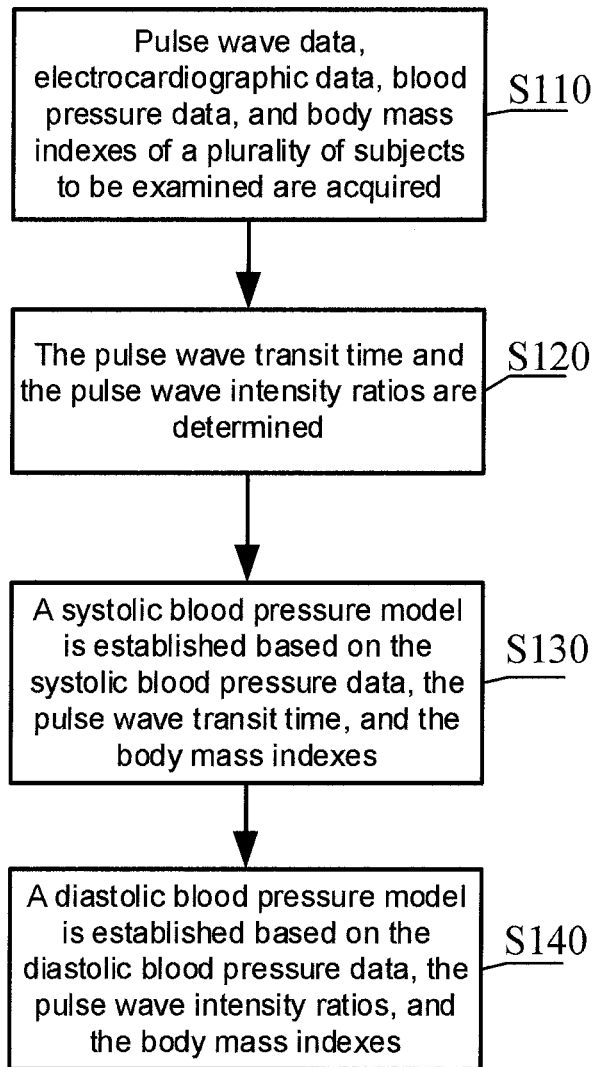 Pulse wave data,
electrocardiographic data, blood
pressure data, and body mass
indexes of a plurality of subjects
to be examined are acquired
S110
The pulse wave transit time and
the pulse wave intensity ratios are
determined
S120
A systolic blood pressure model
is established based on the
systolic blood pressure data, the
pulse wave transit time, and the
body mass indexes
S130
A diastolic blood pressure model
is established based on the
diastolic blood pressure data, the
pulse wave intensity ratios, and
the body mass indexes
S140